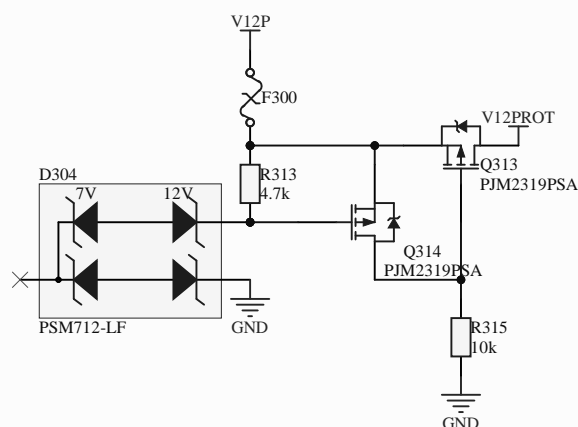 V12P
F300
V12PROT
D304
7V
12V
R313
4.7k
Q313
PJM2319PSA
Q314
PJM2319PSA
PSM712-LF
GND
R315
10k
GND